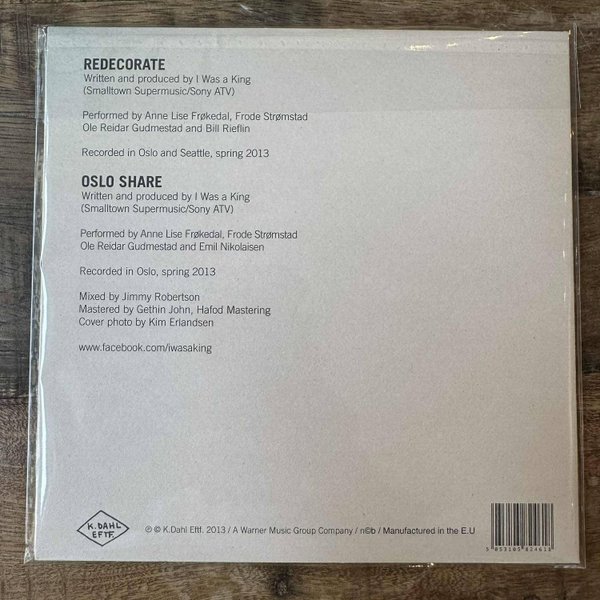 REDECORATE
Written and produced by I Was a King
(Smalltown Supermusic/Sony ATV)
Performed by Anne Lise Frøkedal, Frode Strømstad
Ole Reidar Gudmestad and Bill Rieflin
Recorded in Oslo and Seattle, spring 2013
OSLO SHARE
Written and produced by I Was a King
(Smalltown Supermusic/Sony ATV)
Performed by Anne Lise Frøkedal, Frode Strømstad
Ole Reidar Gudmestad and Emil Nikolaisen
Recorded in Oslo, spring 2013
Mixed by Jimmy Robertson
Mastered by Gethin John, Hafod Mastering
Cover photo by Kim Erlandsen
www.facebook.com/iwasaking
K. DAHL
EFTF.
℗ © K.Dahl Eftf. 2013 / A Warner Music Group Company / n©b / Manufactured in the E.U
5 053105 824618